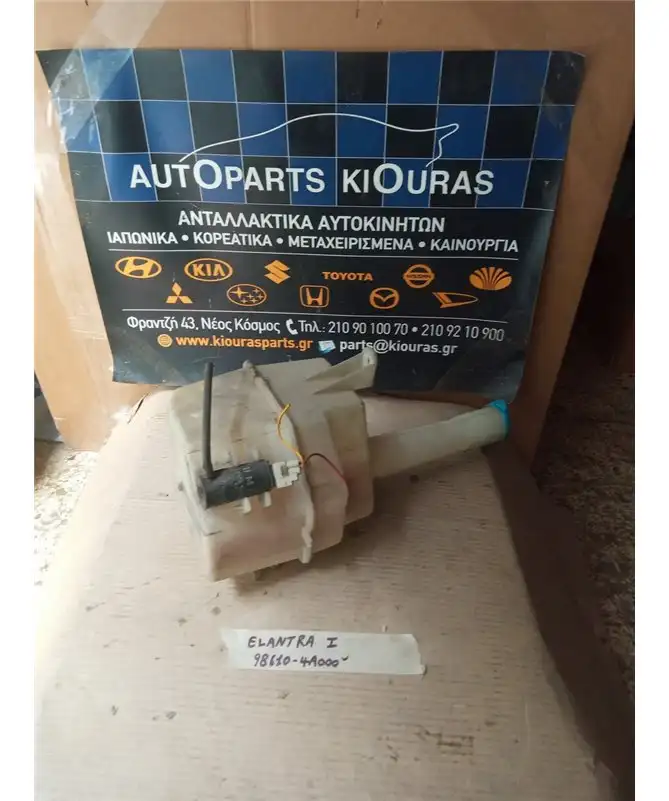 AUTOPARTS KIOURAS
ΑΝΤΑΛΛΑΚΤΙΚΑ ΑΥΤΟΚΙΝΗΤΩΝ
ΙΑΠΩΝΙΚΑ • ΚΟΡΕΑΤΙΚΑ • ΜΕΤΑΧΕΙΡΙΣΜΕΝΑ • ΚΑΙΝΟΥΡΓΙΑ
KIA TOYOTA NISSAN
Φραντζή 43, Νέος Κόσμος Τηλ.: 210 90 100 70 • 210 92 10 900
www.kiourasparts.gr parts@kiouras.gr
ELANTRA I
98610-4A000